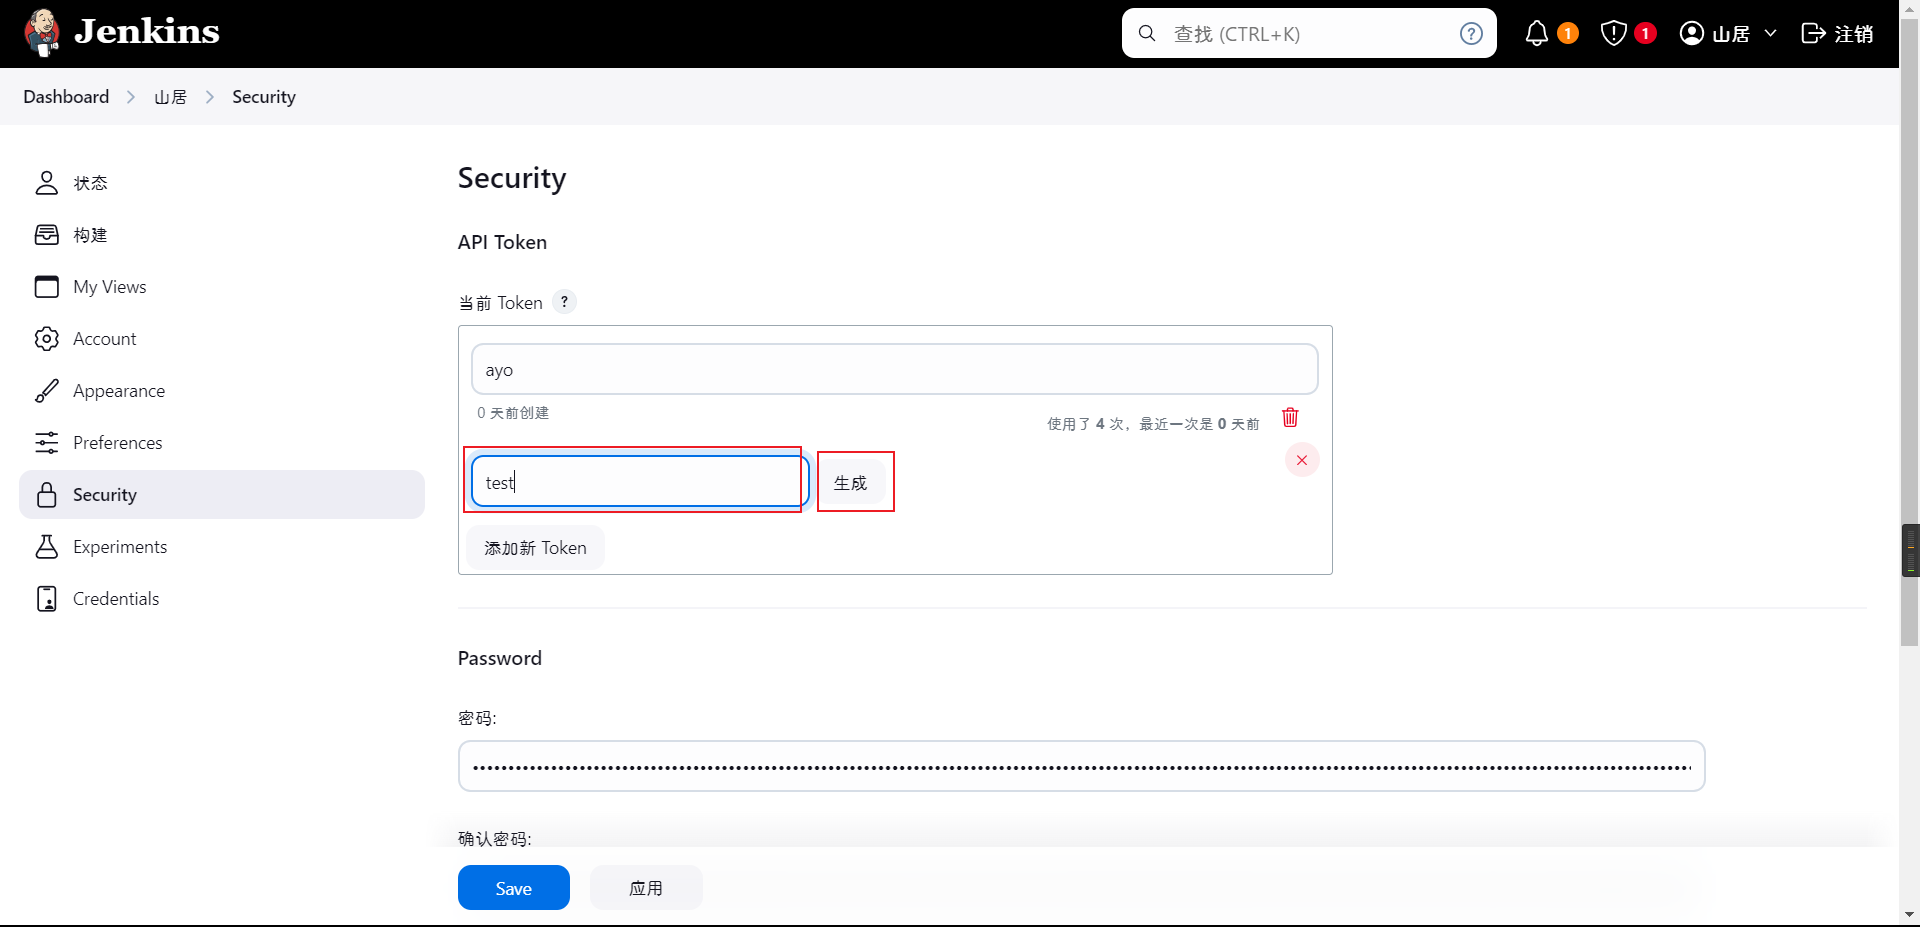 Jenkins
查找 (CTRL+K)
?
1
1
山居
注销
Dashboard
山居
Security
状态
构建
My Views
Account
Appearance
Preferences
Security
Experiments
Credentials
Security
API Token
当前 Token
?
ayo
0 天前创建
使用了 4 次，最近一次是 0 天前
test
生成
添加新 Token
Password
密码:
确认密码:
Save
应用